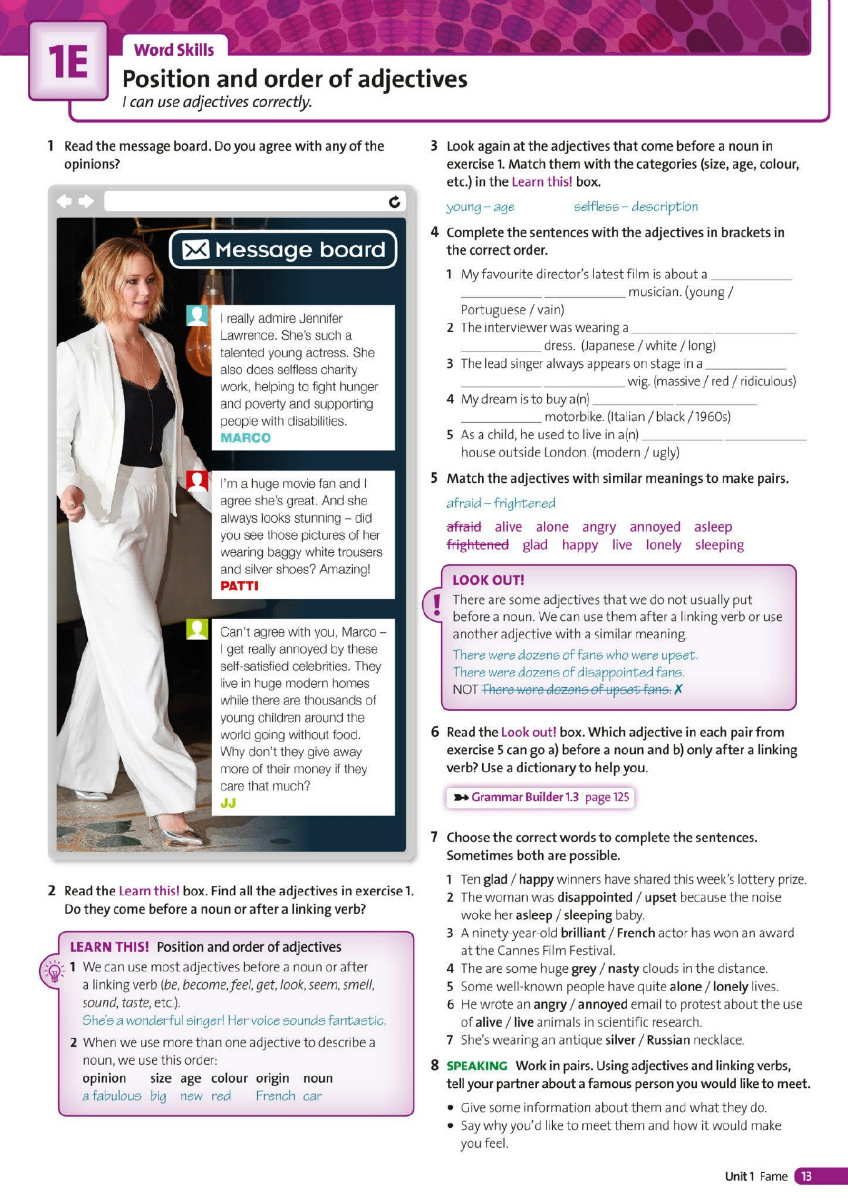 1E
Word Skills
Position and order of adjectives
I can use adjectives correctly.
1 Read the message board. Do you agree with any of the
opinions?
Message board
I really admire Jennifer
Lawrence. She's such a
talented young actress. She
also does selfless charity
work, helping to fight hunger
and poverty and supporting
people with disabilities.
MARCO
I'm a huge movie fan and I
agree she's great. And she
always looks stunning – did
you see those pictures of her
wearing baggy white trousers
and silver shoes? Amazing!
PATTI
Can't agree with you, Marco –
I get really annoyed by these
self-satisfied celebrities. They
live in huge modern homes
while there are thousands of
young children around the
world going without food.
Why don't they give away
more of their money if they
care that much?
JJ
2 Read the Learn this! box. Find all the adjectives in exercise 1.
Do they come before a noun or after a linking verb?
LEARN THIS! Position and order of adjectives
1 We can use most adjectives before a noun or after
a linking verb (be, become, feel, get, look, seem, smell,
sound, taste, etc.).
She's a wonderful singer! Her voice sounds fantastic.
2 When we use more than one adjective to describe a
noun, we use this order:
opinion size age colour origin noun
a fabulous big new red French car
3 Look again at the adjectives that come before a noun in
exercise 1. Match them with the categories (size, age, colour,
etc.) in the Learn this! box.
young – age selfless – description
4 Complete the sentences with the adjectives in brackets in
the correct order.
1 My favourite director's latest film is about a ____________
____________ ____________ musician. (young /
Portuguese / vain)
2 The interviewer was wearing a ____________ ____________
____________ dress. (Japanese / white / long)
3 The lead singer always appears on stage in a ____________
____________ ____________ wig. (massive / red / ridiculous)
4 My dream is to buy a(n) ____________ ____________
____________ motorbike. (Italian / black / 1960s)
5 As a child, he used to live in a(n) ____________ ____________
house outside London. (modern / ugly)
5 Match the adjectives with similar meanings to make pairs.
afraid – frightened
afraid alive alone angry annoyed asleep
frightened glad happy live lonely sleeping
LOOK OUT!
!
There are some adjectives that we do not usually put
before a noun. We can use them after a linking verb or use
another adjective with a similar meaning.
There were dozens of fans who were upset.
There were dozens of disappointed fans.
NOT There were dozens of upset fans. ✗
6 Read the Look out! box. Which adjective in each pair from
exercise 5 can go a) before a noun and b) only after a linking
verb? Use a dictionary to help you.
Grammar Builder 1.3 page 125
7 Choose the correct words to complete the sentences.
Sometimes both are possible.
1 Ten glad / happy winners have shared this week's lottery prize.
2 The woman was disappointed / upset because the noise
woke her asleep / sleeping baby.
3 A ninety-year-old brilliant / French actor has won an award
at the Cannes Film Festival.
4 The are some huge grey / nasty clouds in the distance.
5 Some well-known people have quite alone / lonely lives.
6 He wrote an angry / annoyed email to protest about the use
of alive / live animals in scientific research.
7 She's wearing an antique silver / Russian necklace.
8 SPEAKING Work in pairs. Using adjectives and linking verbs,
tell your partner about a famous person you would like to meet.
• Give some information about them and what they do.
• Say why you'd like to meet them and how it would make
you feel.
Unit 1 Fame 13